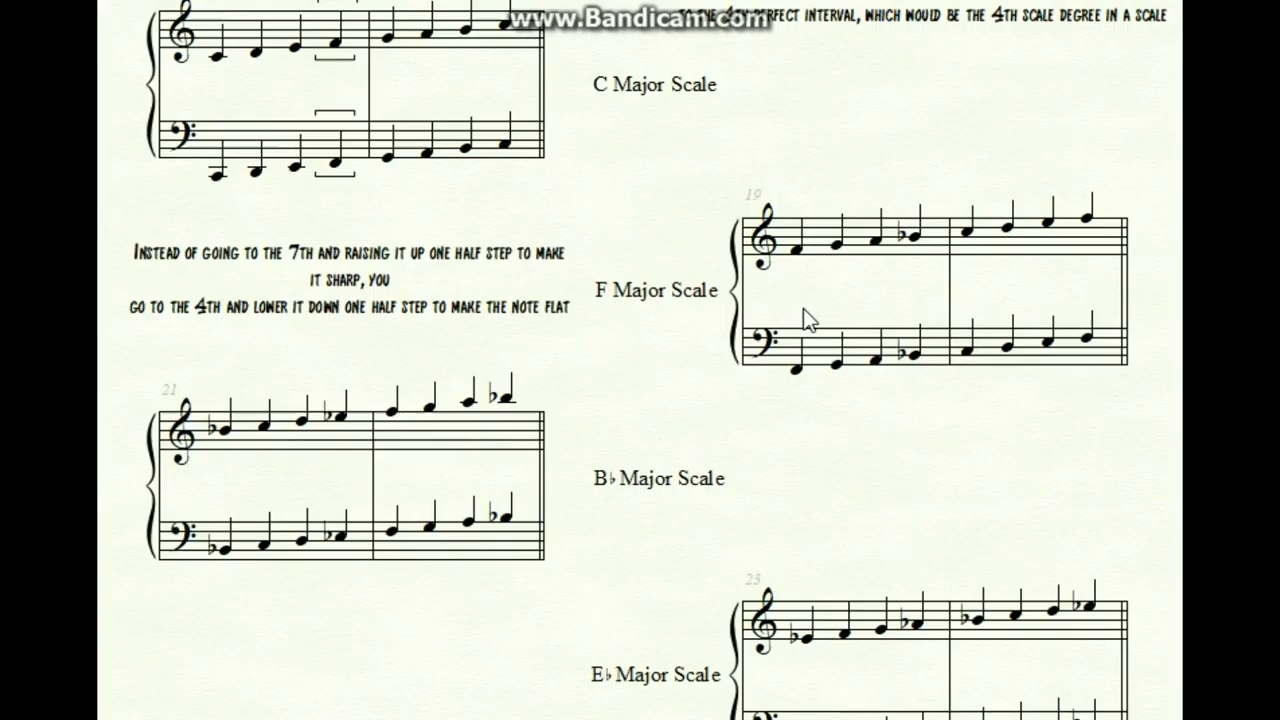 www.Bandicam.com
TO THE 4TH PERFECT INTERVAL, WHICH WOULD BE THE 4TH SCALE DEGREE IN A SCALE
C Major Scale
19
INSTEAD OF GOING TO THE 7TH AND RAISING IT UP ONE HALF STEP TO MAKE
IT SHARP, YOU
GO TO THE 4TH AND LOWER IT DOWN ONE HALF STEP TO MAKE THE NOTE FLAT
F Major Scale
21
B♭ Major Scale
23
E♭ Major Scale